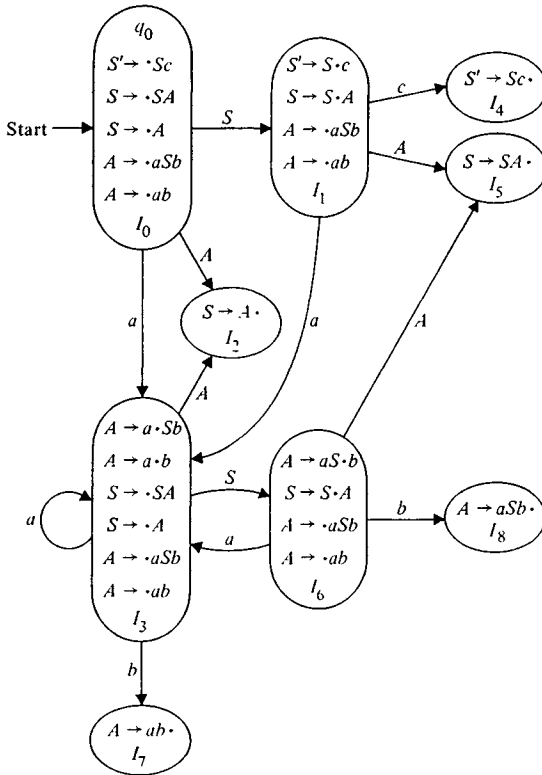 q₀
S' → ·Sc
S → ·SA
S → ·A
A → ·aSb
A → ·ab
I₀
Start
S
S' → S·c
S → S·A
A → ·aSb
A → ·ab
I₁
c
S' → Sc·
I₄
A
S → SA·
I₅
A
a
S → A·
I₂
a
A
A
A → a·Sb
A → a·b
S → ·SA
S → ·A
A → ·aSb
A → ·ab
I₃
a
S
a
A → aS·b
S → S·A
A → ·aSb
A → ·ab
I₆
b
A → aSb·
I₈
b
A → ab·
I₇